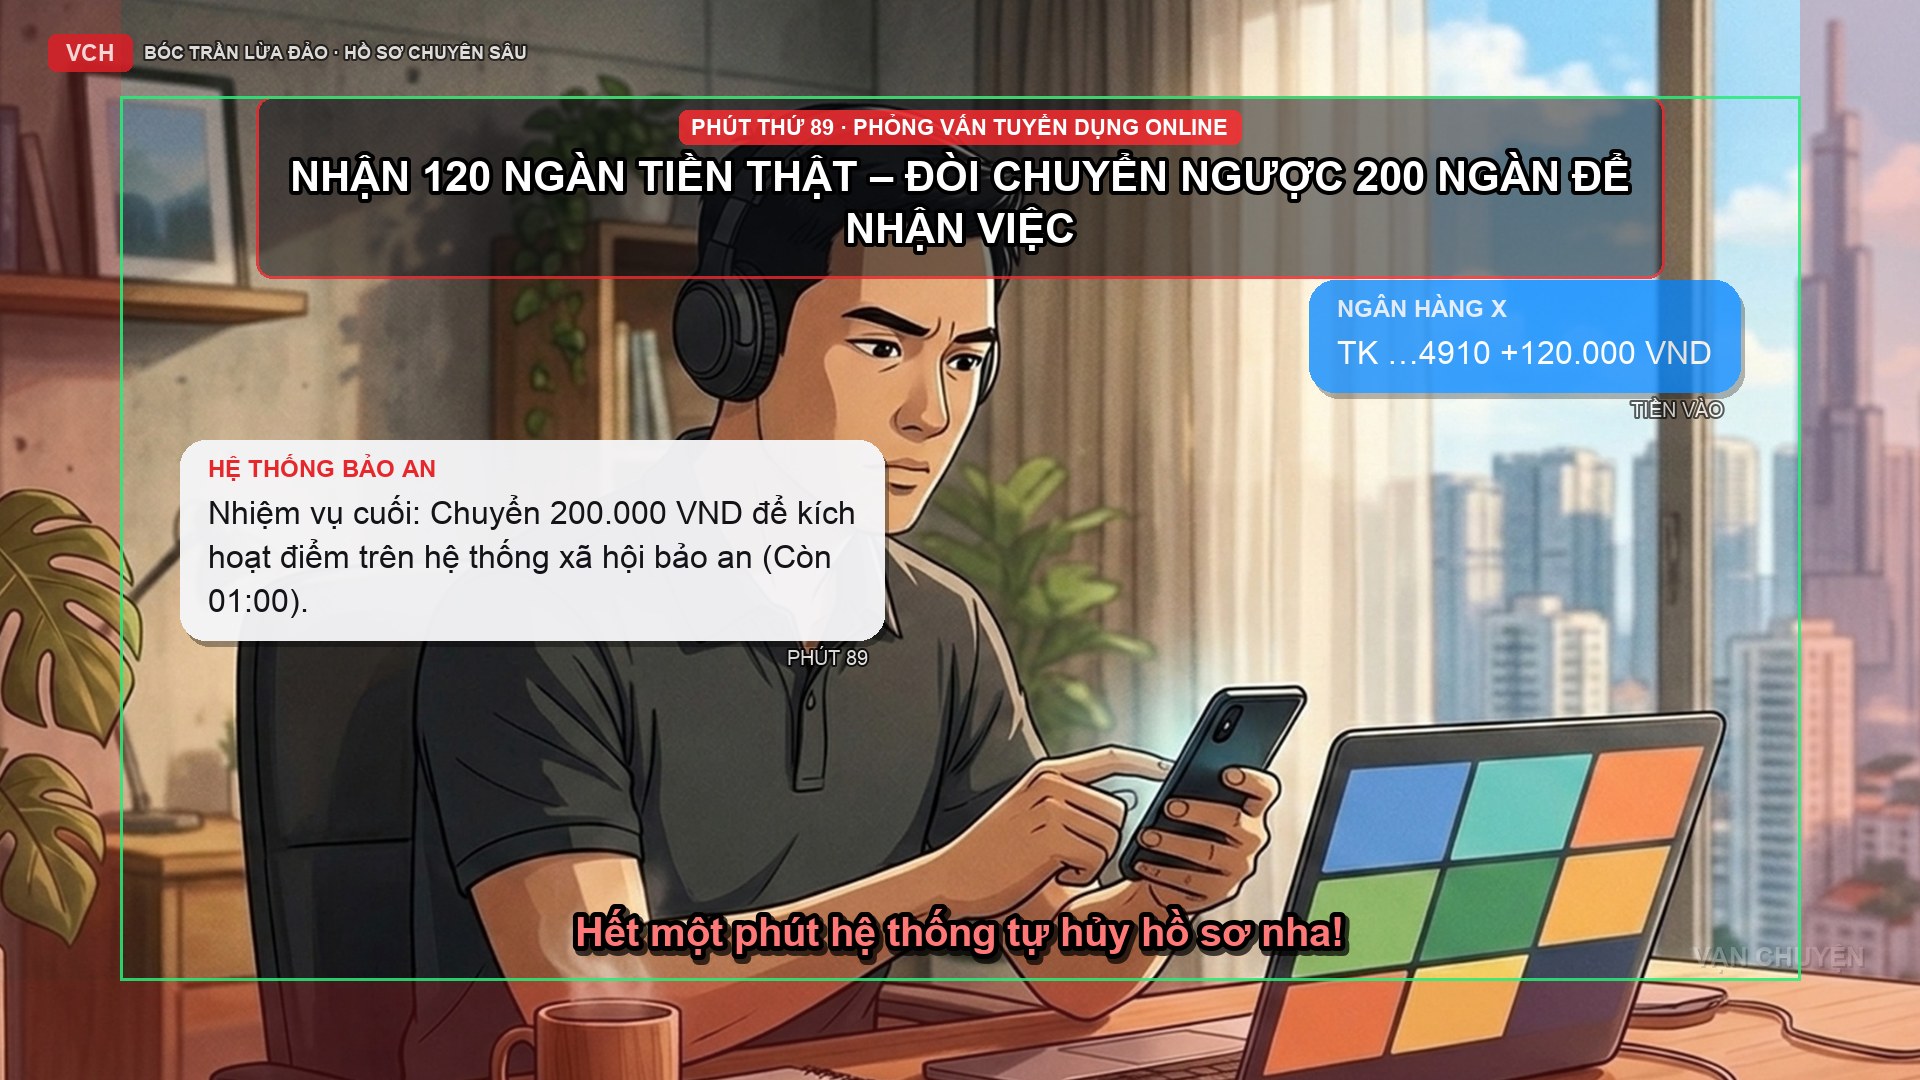 VCH BÓC TRẦN LỪA ĐẢO · HỒ SƠ CHUYÊN SÂU
PHÚT THỨ 89 · PHỎNG VẤN TUYỂN DỤNG ONLINE
NHẬN 120 NGÀN TIỀN THẬT – ĐÒI CHUYỂN NGƯỢC 200 NGÀN ĐỂ
NHẬN VIỆC
NGÂN HÀNG X
TK …4910 +120.000 VND
TIỀN VÀO
HỆ THỐNG BẢO AN
Nhiệm vụ cuối: Chuyển 200.000 VND để kích
hoạt điểm trên hệ thống xã hội bảo an (Còn
01:00).
PHÚT 89
Hết một phút hệ thống tự hủy hồ sơ nha!
VẠN CHUYỆN